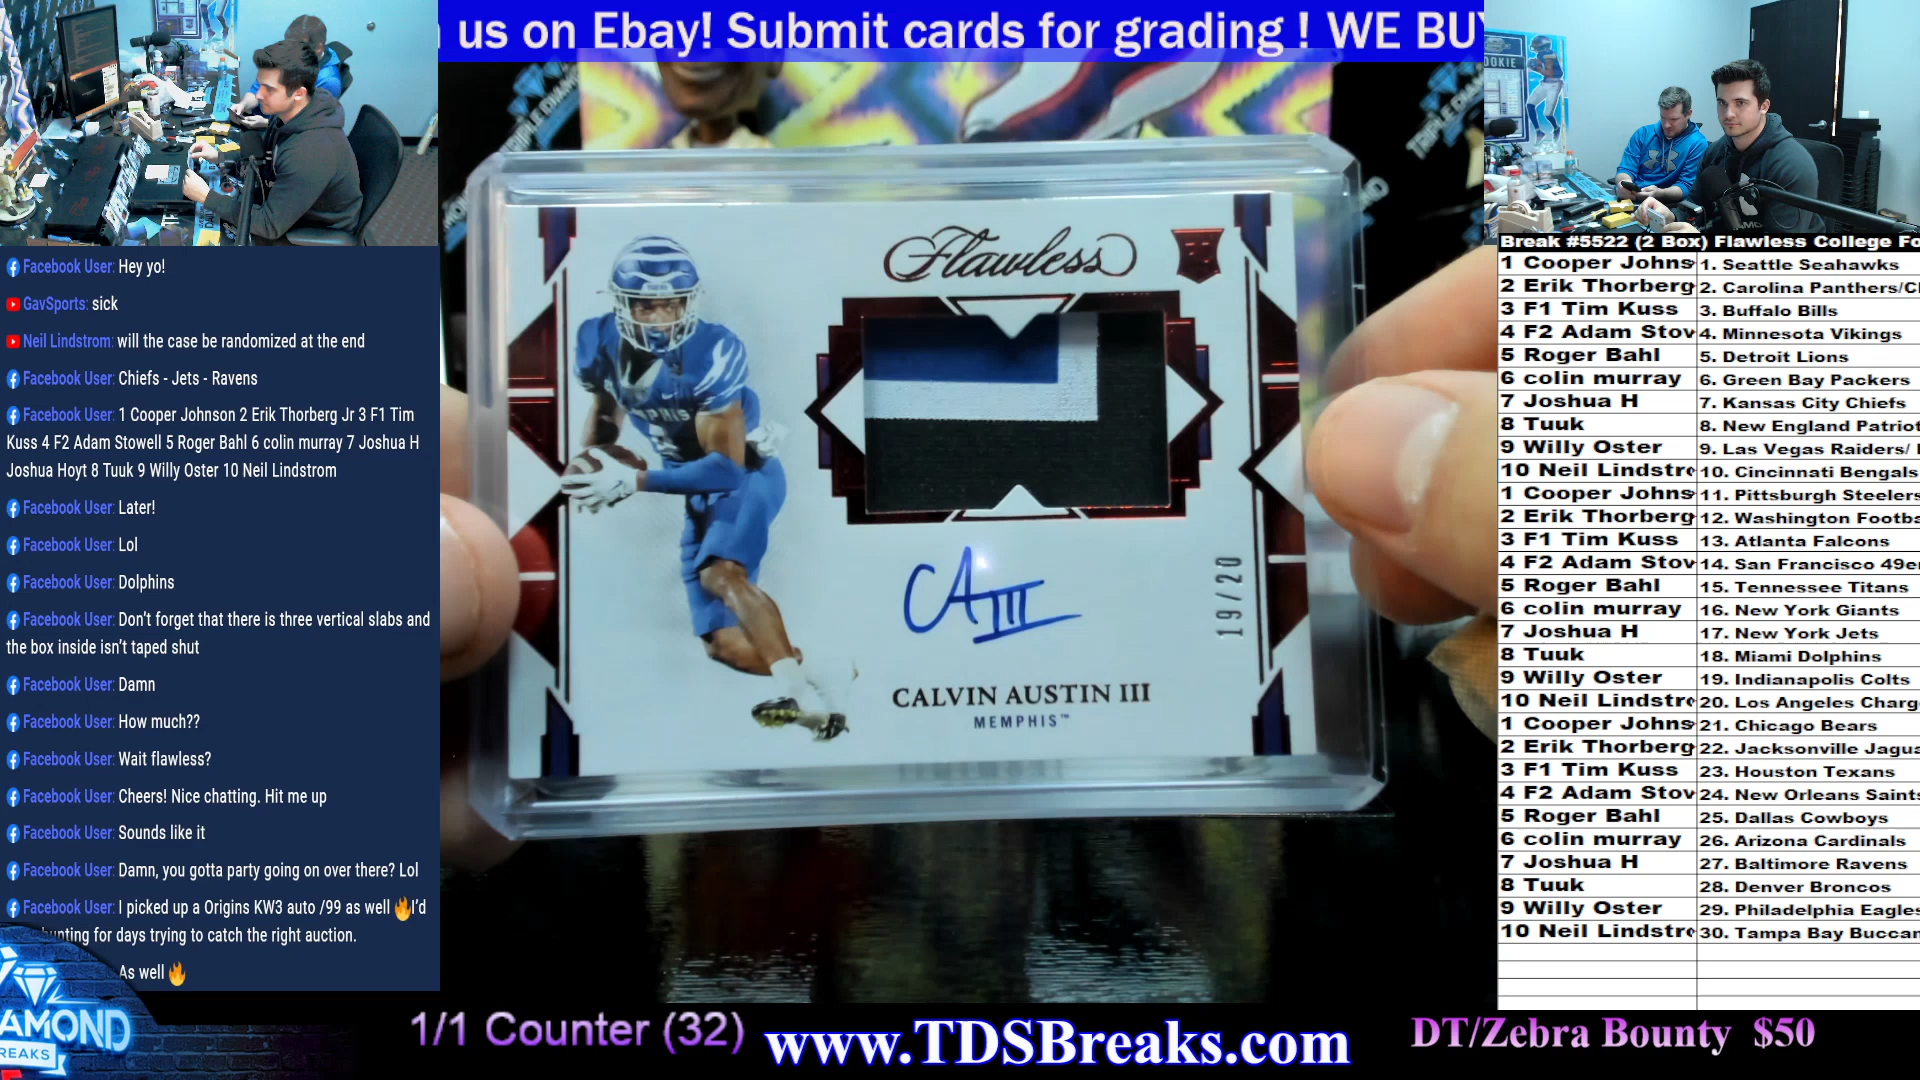 us on Ebay! Submit cards for grading ! WE BUY
Facebook User: Hey yo!
GavSports: sick
Neil Lindstrom: will the case be randomized at the end
Facebook User: Chiefs - Jets - Ravens
Facebook User: 1 Cooper Johnson 2 Erik Thorberg Jr 3 F1 Tim
Kuss 4 F2 Adam Stowell 5 Roger Bahl 6 colin murray 7 Joshua H
Joshua Hoyt 8 Tuuk 9 Willy Oster 10 Neil Lindstrom
Facebook User: Later!
Facebook User: Lol
Facebook User: Dolphins
Facebook User: Don't forget that there is three vertical slabs and
the box inside isn't taped shut
Facebook User: Damn
Facebook User: How much??
Facebook User: Wait flawless?
Facebook User: Cheers! Nice chatting. Hit me up
Facebook User: Sounds like it
Facebook User: Damn, you gotta party going on over there? Lol
Facebook User: I picked up a Origins KW3 auto /99 as well 🔥I'd
unting for days trying to catch the right auction.
As well 🔥
AMOND
REAKS
Flawless
MEMPHIS
CA III
19/20
CALVIN AUSTIN III
MEMPHIS™
Break #5522 (2 Box) Flawless College Fo
1 Cooper Johns 1. Seattle Seahawks
2 Erik Thorberg 2. Carolina Panthers/Cl
3 F1 Tim Kuss 3. Buffalo Bills
4 F2 Adam Stov 4. Minnesota Vikings
5 Roger Bahl 5. Detroit Lions
6 colin murray 6. Green Bay Packers
7 Joshua H 7. Kansas City Chiefs
8 Tuuk 8. New England Patriot
9 Willy Oster 9. Las Vegas Raiders/
10 Neil Lindstr 10. Cincinnati Bengals
1 Cooper Johns 11. Pittsburgh Steelers
2 Erik Thorberg 12. Washington Footba
3 F1 Tim Kuss 13. Atlanta Falcons
4 F2 Adam Stov 14. San Francisco 49e
5 Roger Bahl 15. Tennessee Titans
6 colin murray 16. New York Giants
7 Joshua H 17. New York Jets
8 Tuuk 18. Miami Dolphins
9 Willy Oster 19. Indianapolis Colts
10 Neil Lindstr 20. Los Angeles Charg
1 Cooper Johns 21. Chicago Bears
2 Erik Thorberg 22. Jacksonville Jagua
3 F1 Tim Kuss 23. Houston Texans
4 F2 Adam Stov 24. New Orleans Saints
5 Roger Bahl 25. Dallas Cowboys
6 colin murray 26. Arizona Cardinals
7 Joshua H 27. Baltimore Ravens
8 Tuuk 28. Denver Broncos
9 Willy Oster 29. Philadelphia Eagles
10 Neil Lindstr 30. Tampa Bay Buccan
1/1 Counter (32)
www.TDSBreaks.com
DT/Zebra Bounty $50